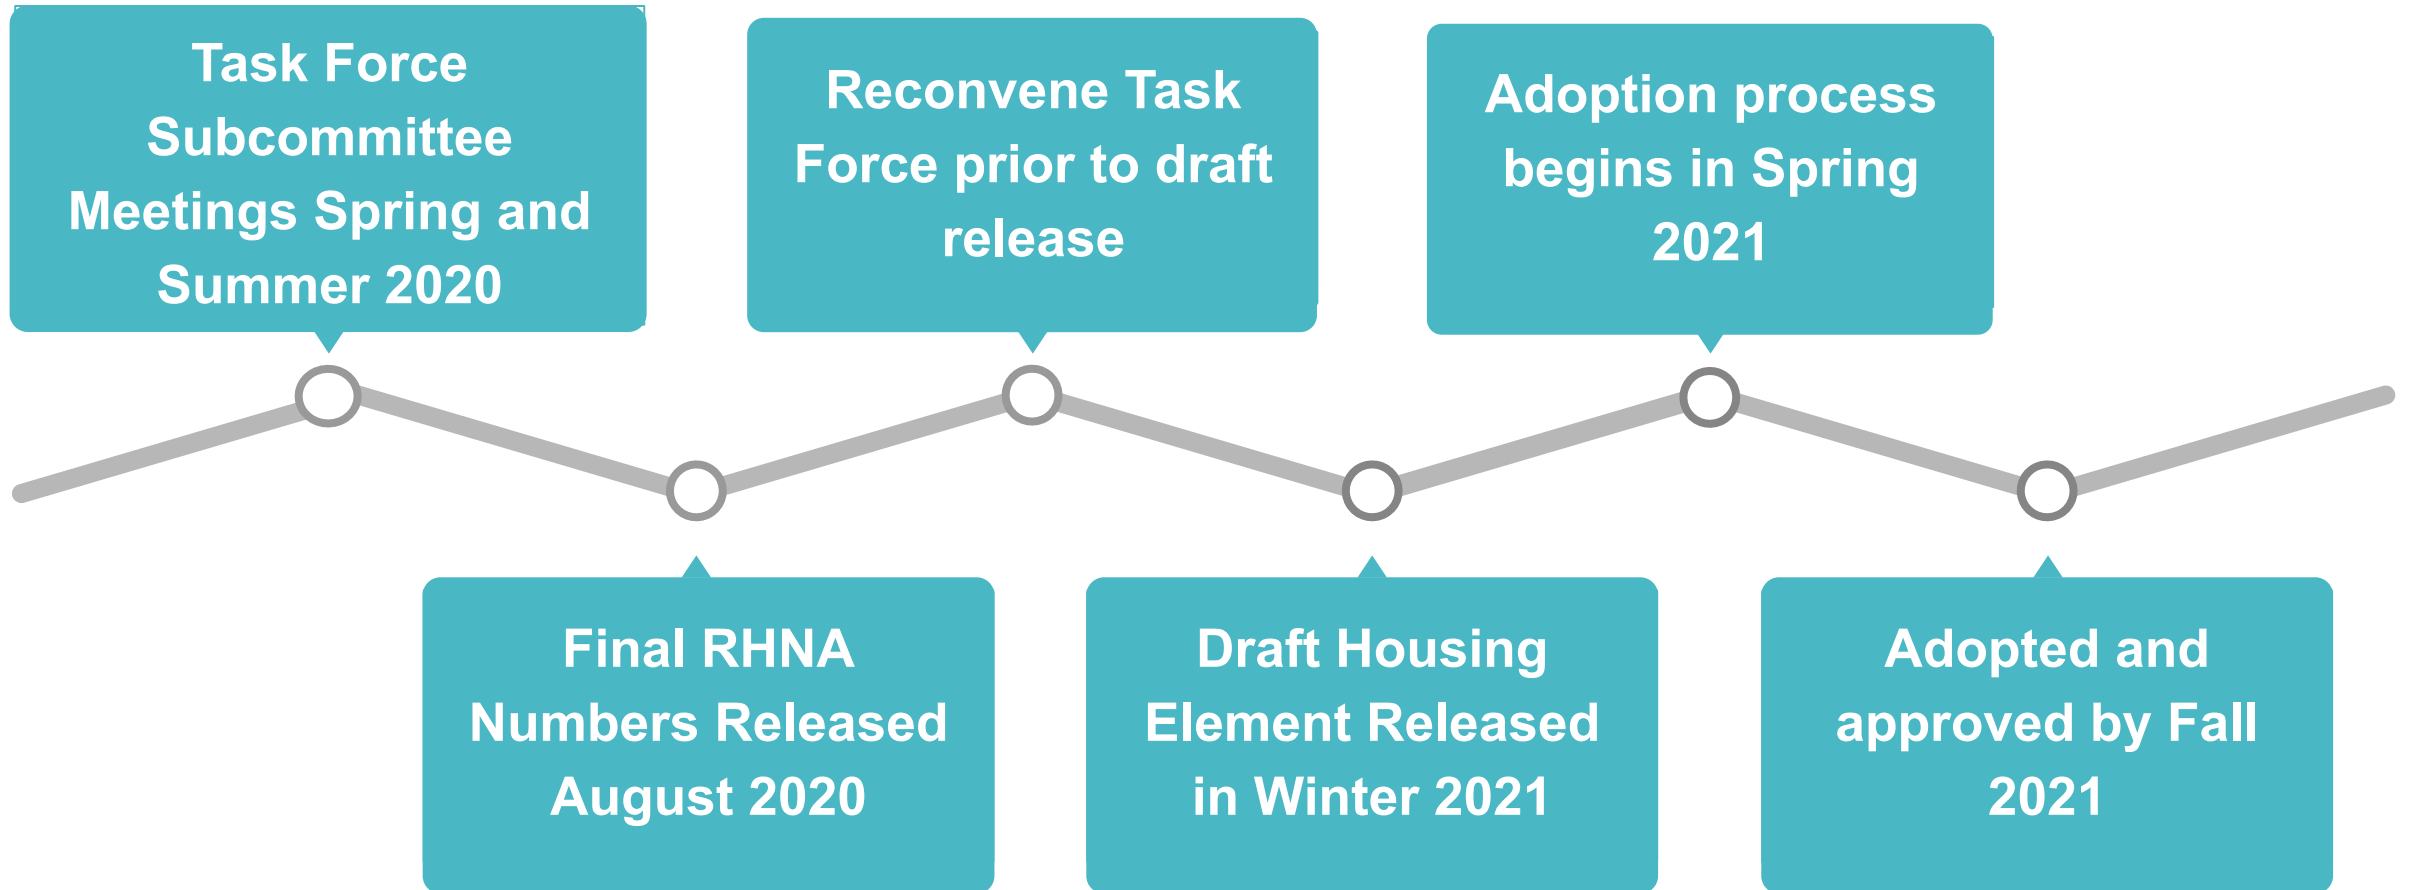 Task Force
Subcommittee
Meetings Spring and
Summer 2020
Final RHNA
Numbers Released
August 2020
Reconvene Task
Force prior to draft
release
Draft Housing
Element Released
in Winter 2021
Adoption process
begins in Spring
2021
Adopted and
approved by Fall
2021